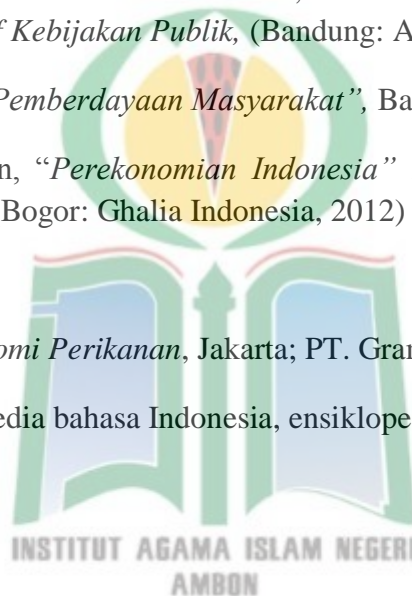 f Kebijakan Publik, (Bandung: A
Pemberdayaan Masyarakat”, Ba
n, “Perekonomian Indonesia”
Bogor: Ghalia Indonesia, 2012)
omi Perikanan, Jakarta; PT. Gran
edia bahasa Indonesia, ensiklope
INSTITUT AGAMA ISLAM NEGERI
AMBON